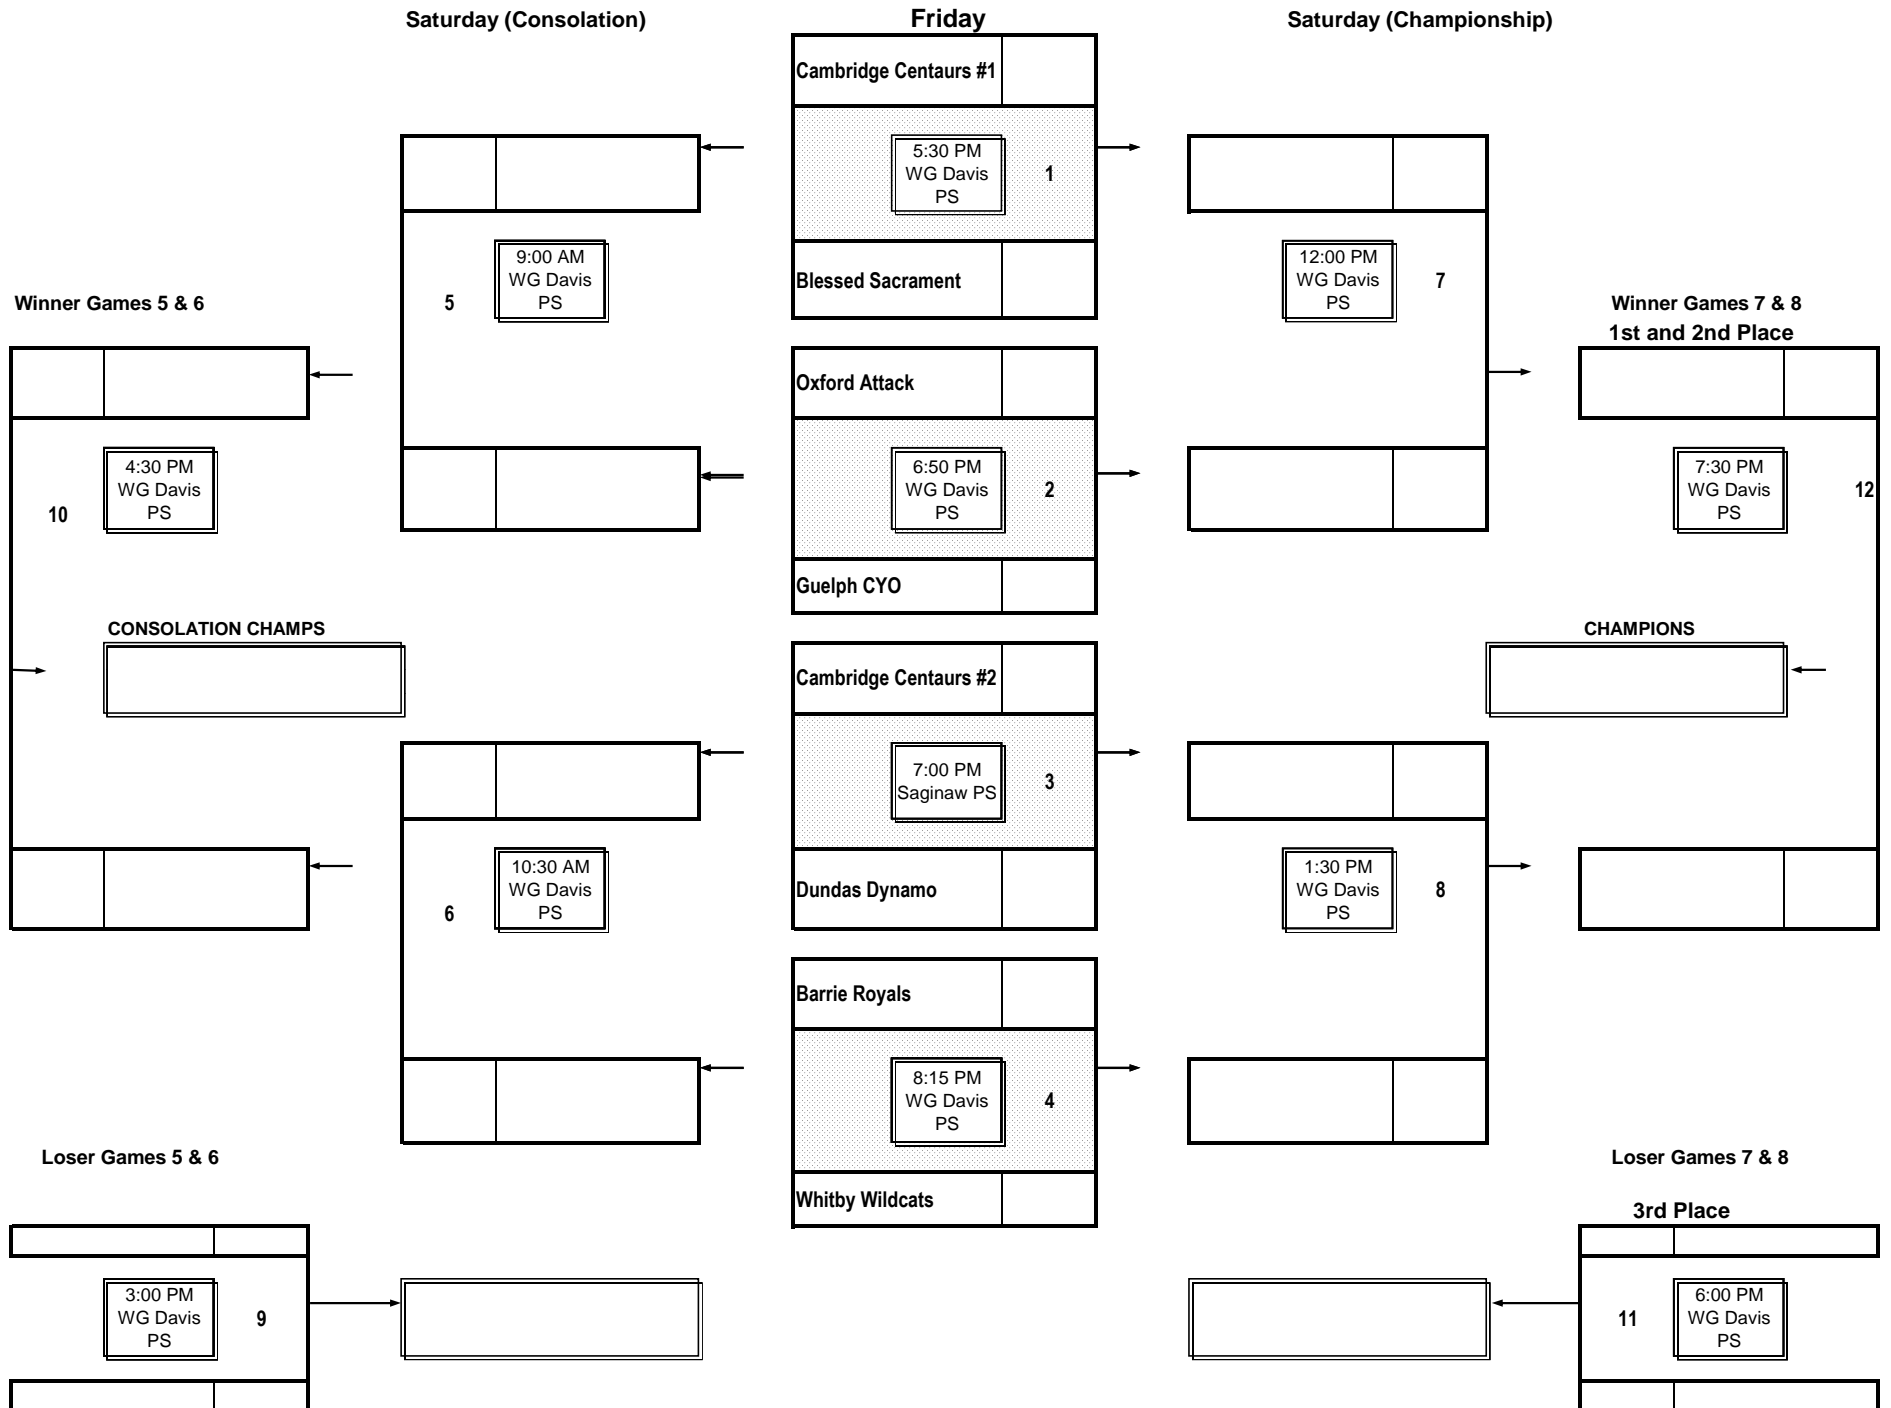 Saturday (Consolation)
Friday
Saturday (Championship)
Cambridge Centaurs #1
5:30 PM
WG Davis
PS
1
Blessed Sacrament
9:00 AM
WG Davis
PS
5
12:00 PM
WG Davis
PS
7
Winner Games 5 & 6
Winner Games 7 & 8
1st and 2nd Place
Oxford Attack
6:50 PM
WG Davis
PS
2
Guelph CYO
4:30 PM
WG Davis
PS
10
7:30 PM
WG Davis
PS
12
CONSOLATION CHAMPS
CHAMPIONS
Cambridge Centaurs #2
7:00 PM
Saginaw PS
3
Dundas Dynamo
10:30 AM
WG Davis
PS
6
1:30 PM
WG Davis
PS
8
Barrie Royals
8:15 PM
WG Davis
PS
4
Whitby Wildcats
Loser Games 5 & 6
Loser Games 7 & 8
3rd Place
3:00 PM
WG Davis
PS
9
11
6:00 PM
WG Davis
PS